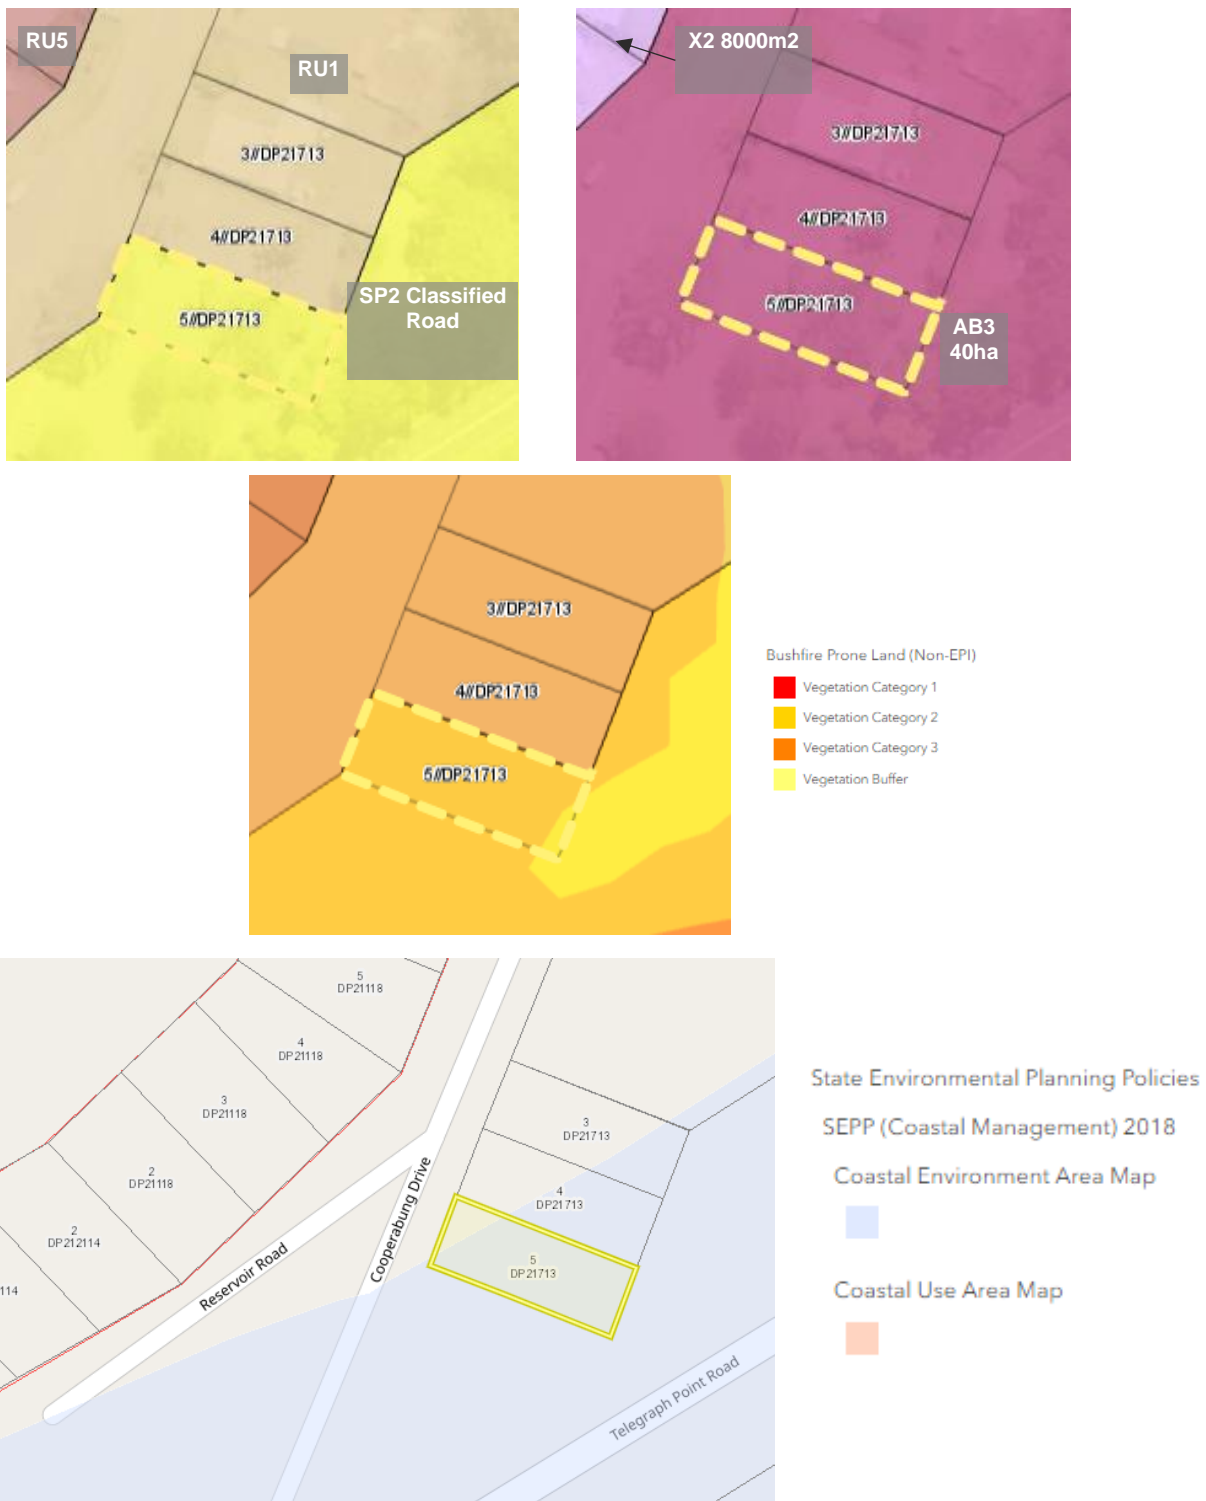 RU5
RU1
3//DP21713
4//DP21713
5//DP21713
SP2 Classified
Road
X2 8000m2
3//DP21713
4//DP21713
5//DP21713
AB3
40ha
3//DP21713
4//DP21713
5//DP21713
Bushfire Prone Land (Non-EPI)
Vegetation Category 1
Vegetation Category 2
Vegetation Category 3
Vegetation Buffer
5
DP21118
4
DP21118
3
DP21118
2
DP21118
2
DP212114
114
3
DP21713
4
DP21713
5
DP21713
Reservoir Road
Cooperabung Drive
Telegraph Point Road
State Environmental Planning Policies
SEPP (Coastal Management) 2018
Coastal Environment Area Map
Coastal Use Area Map